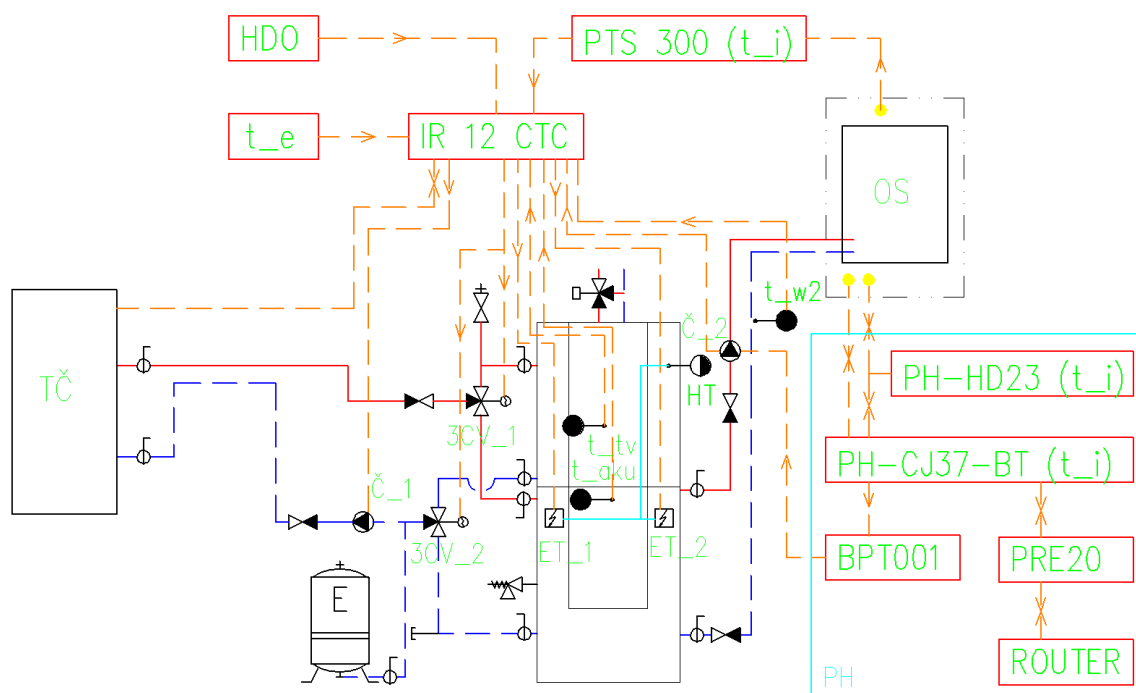 HDO
PTS 300 (t_i)
t_e
IR 12 CTC
OS
t_w2
Č_2
TČ
HT
PH-HD23 (t_i)
3CV_1
t_tv
t_aku
PH-CJ37-BT (t_i)
Č_1
3CV_2
ET_1
ET_2
BPT001
PRE20
E
ROUTER
PH